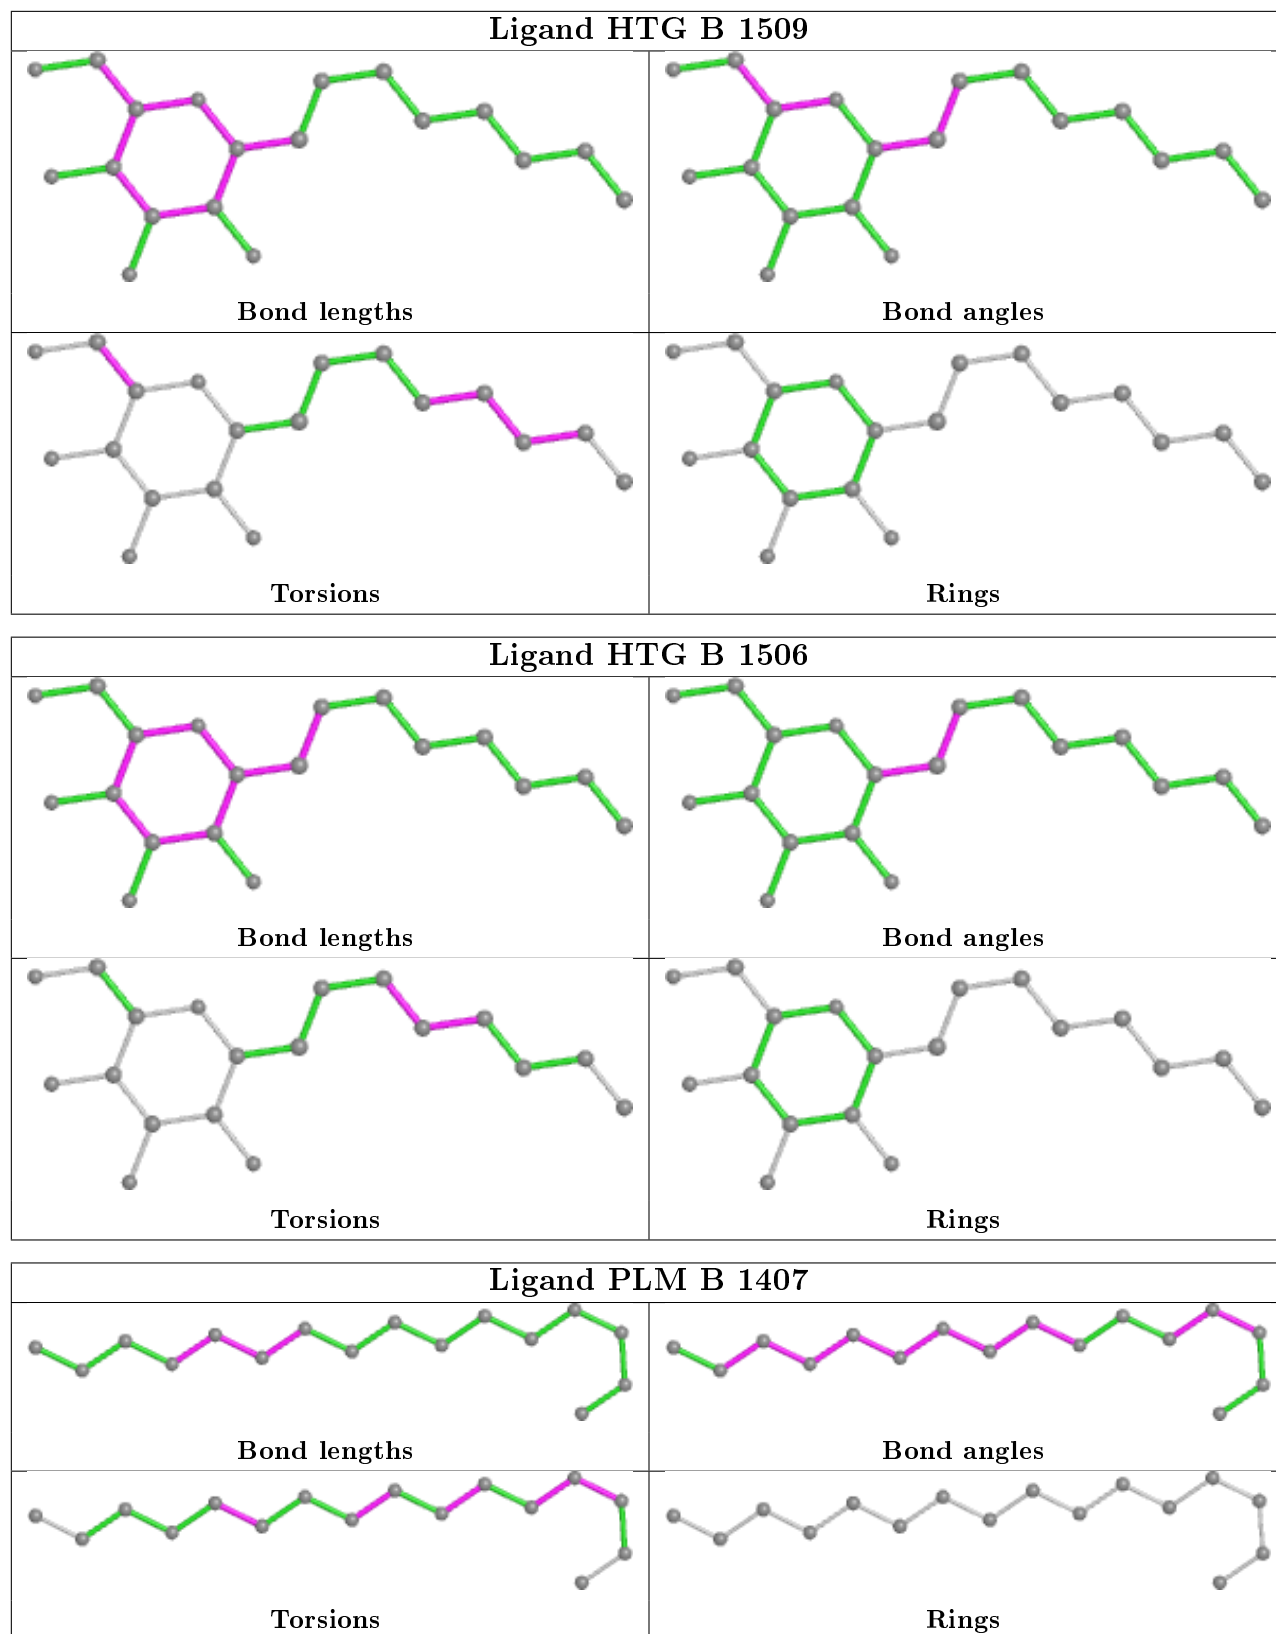 Ligand HTG B 1509
Bond lengths
Bond angles
Torsions
Rings
Ligand HTG B 1506
Bond lengths
Bond angles
Torsions
Rings
Ligand PLM B 1407
Bond lengths
Bond angles
Torsions
Rings